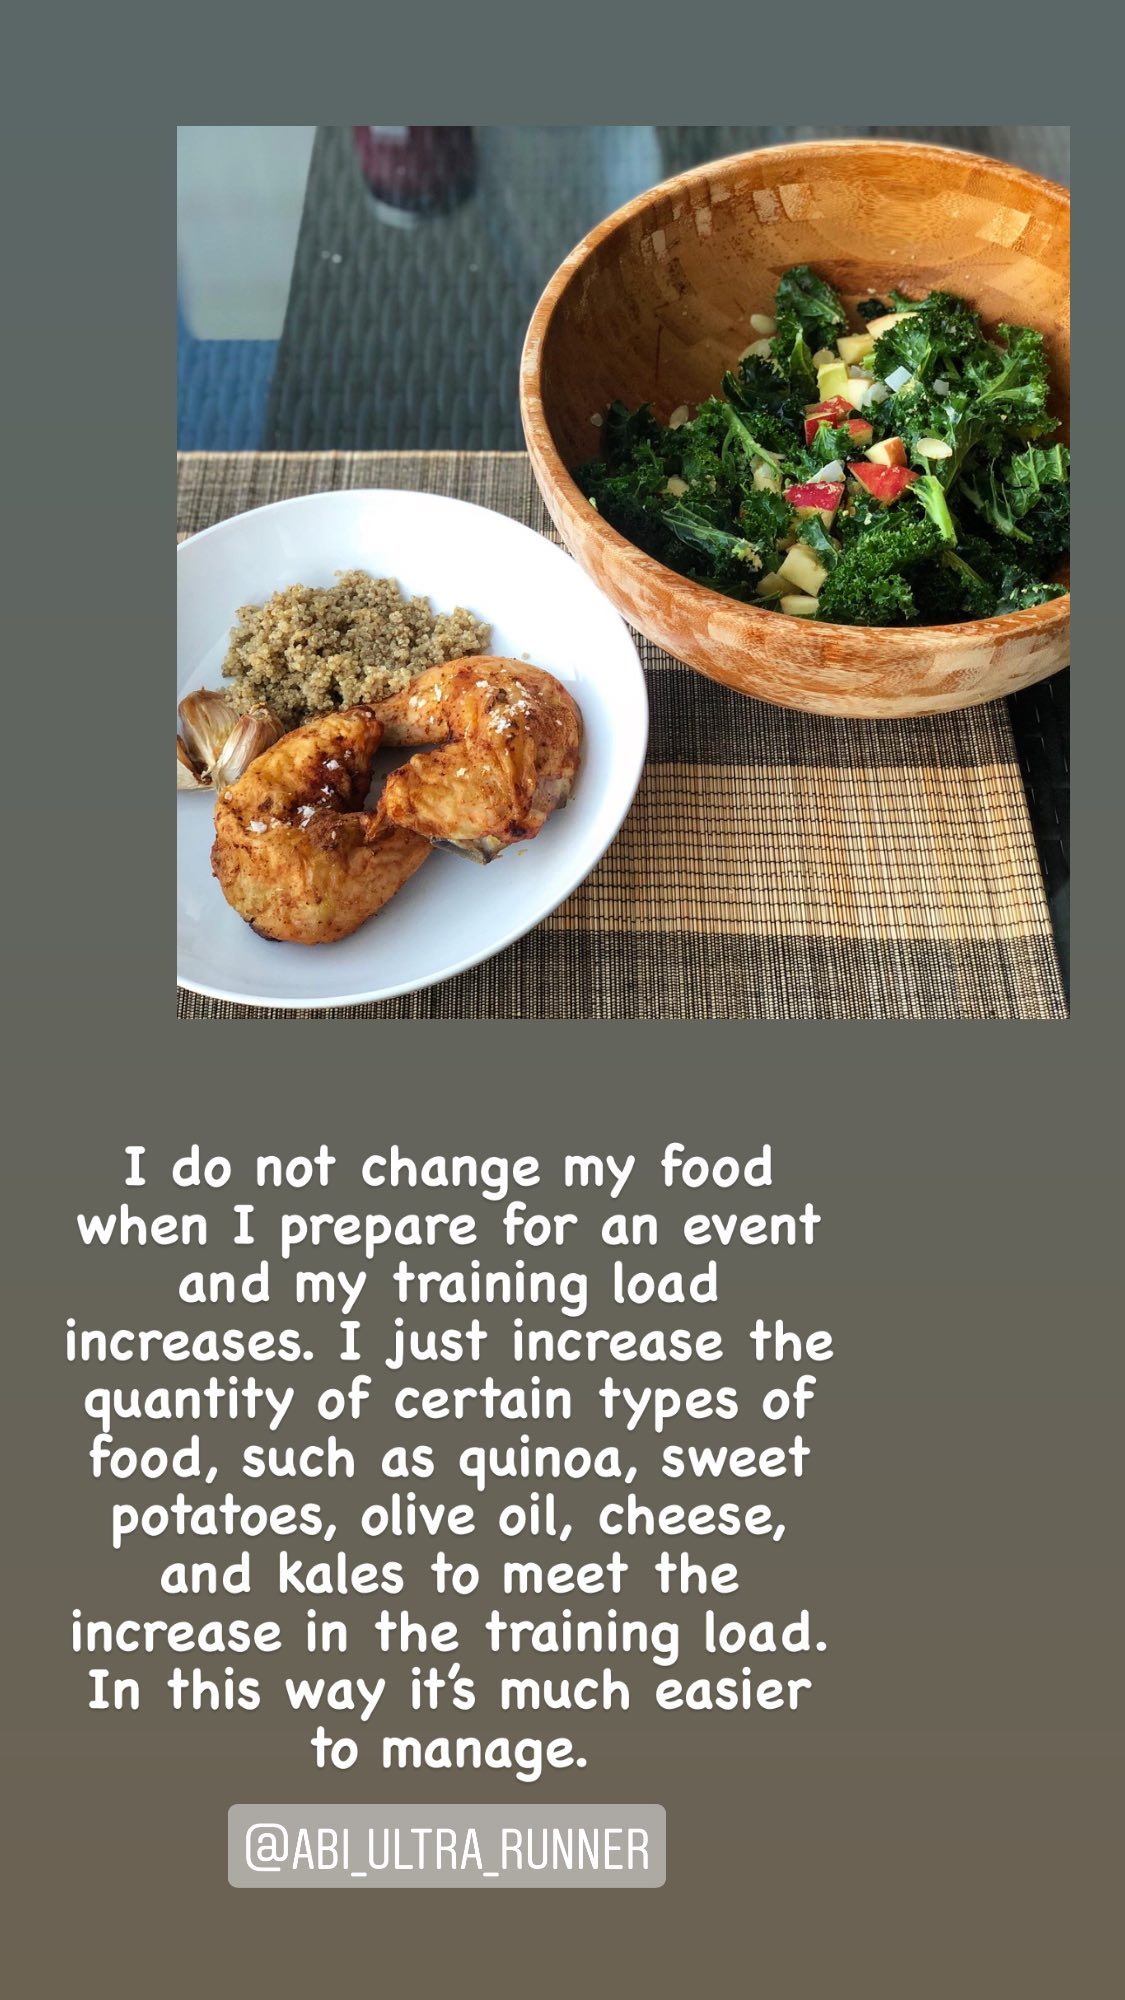 I do not change my food
when I prepare for an event
and my training load
increases. I just increase the
quantity of certain types of
food, such as quinoa, sweet
potatoes, olive oil, cheese,
and kales to meet the
increase in the training load.
In this way it's much easier
to manage.
@ABI_ULTRA_RUNNER